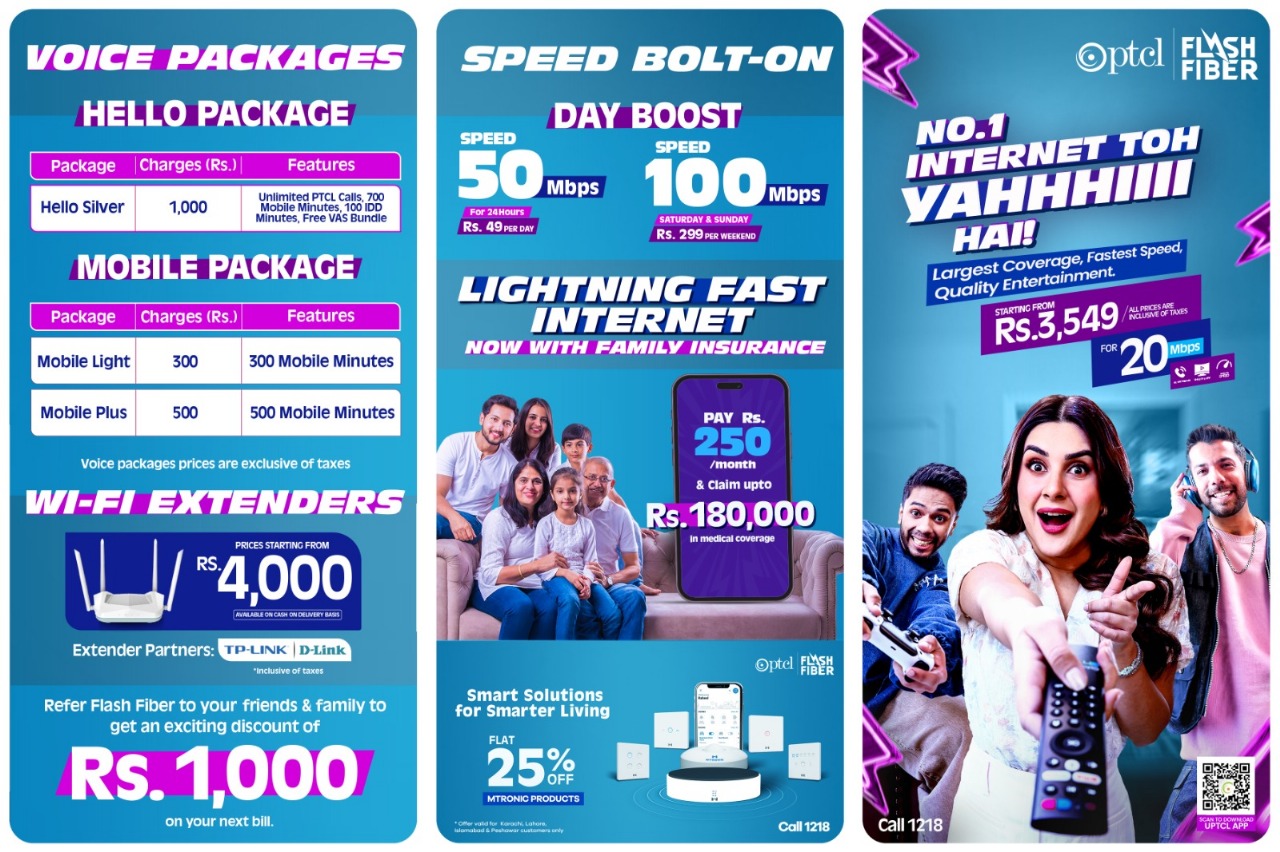 VOICE PACKAGES
HELLO PACKAGE
Package Charges (Rs.) Features
Hello Silver 1,000 Unlimited PTCL Calls, 700
Mobile Minutes, 100 IDD
Minutes, Free VAS Bundle
MOBILE PACKAGE
Package Charges (Rs.) Features
Mobile Light 300 300 Mobile Minutes
Mobile Plus 500 500 Mobile Minutes
Voice packages prices are exclusive of taxes
WI-FI EXTENDERS
PRICES STARTING FROM
RS. 4,000
AVAILABLE ON CASH ON DELIVERY BASIS
Extender Partners: TP-LINK D-Link
*Inclusive of taxes
Refer Flash Fiber to your friends & family to
get an exciting discount of
Rs. 1,000
on your next bill.
SPEED BOLT-ON
DAY BOOST
SPEED
50 Mbps
For 24Hours
Rs. 49 PER DAY
SPEED
100 Mbps
SATURDAY & SUNDAY
Rs. 299 PER WEEKEND
LIGHTNING FAST
INTERNET
NOW WITH FAMILY INSURANCE
PAY Rs.
250
/month
& Claim upto
Rs.180,000
in medical coverage
ptcl FLASH
FIBER
Smart Solutions
for Smarter Living
FLAT
25% OFF
MTRONIC PRODUCTS
* Offer valid for Karachi, Lahore,
Islamabad & Peshawar customers only
Call 1218
ptcl FLASH
FIBER
NO.1
INTERNET TOH
YAHHHIIII
HAI!
Largest Coverage, Fastest Speed,
Quality Entertainment.
STARTING FROM
Rs.3,549 / ALL PRICES ARE
INCLUSIVE OF TAXES
FOR 20 Mbps
Call 1218
SCAN TO DOWNLOAD
UPTCL APP